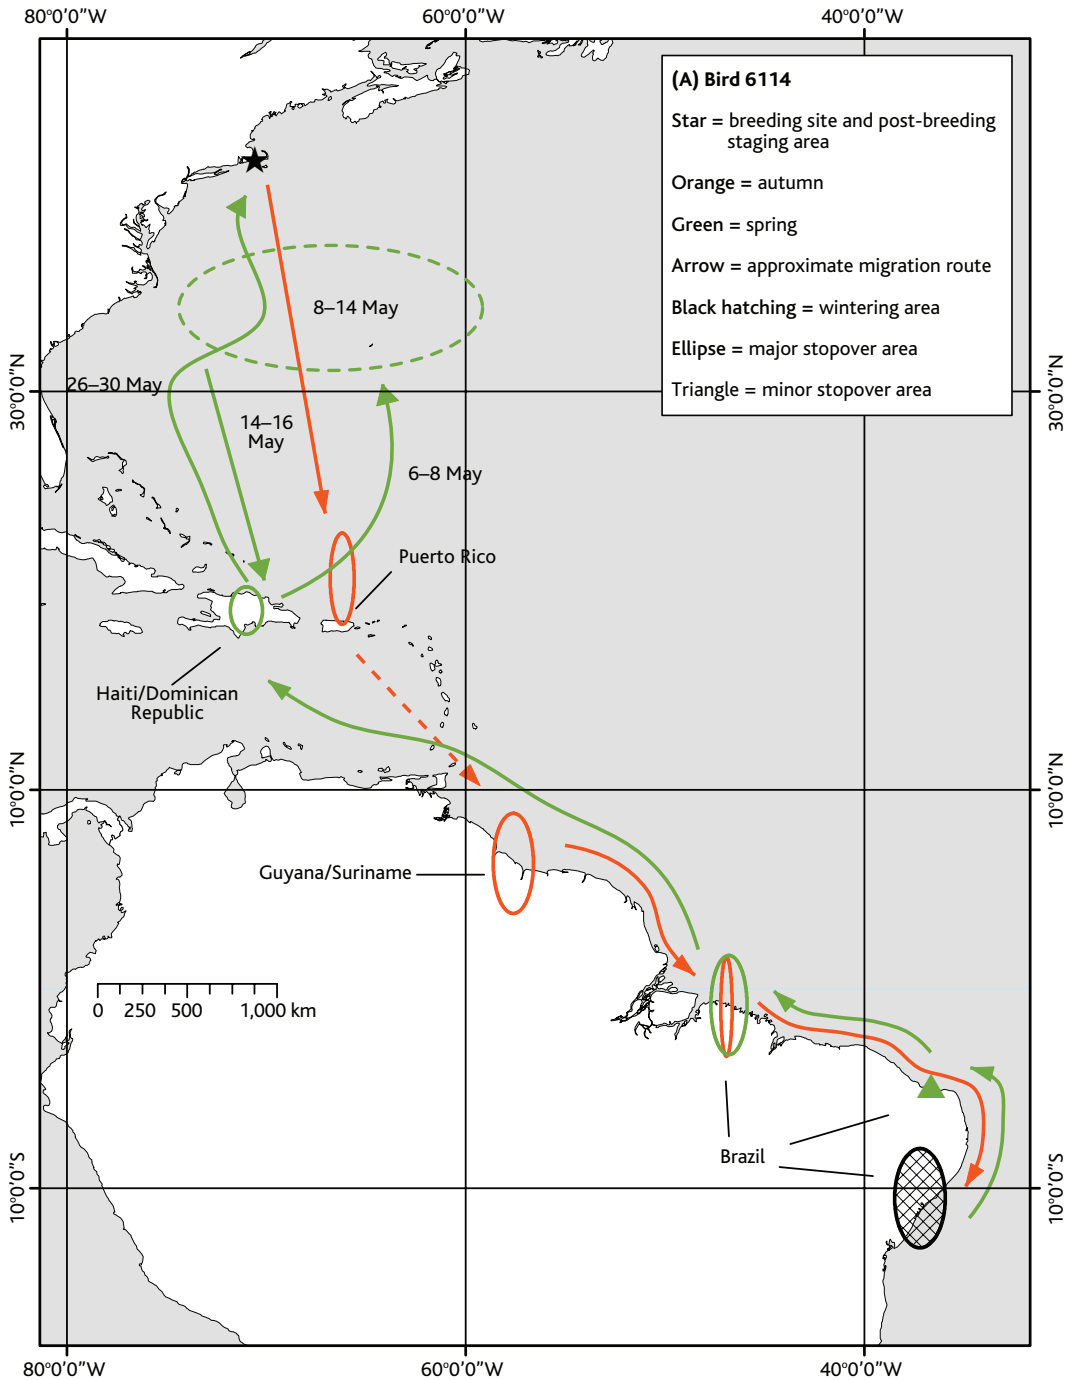 80°0'0"W
60°0'0"W
40°0'0"W
(A) Bird 6114
Star = breeding site and post-breeding
staging area
Orange = autumn
Green = spring
Arrow = approximate migration route
Black hatching = wintering area
Ellipse = major stopover area
Triangle = minor stopover area
8–14 May
26–30 May
30°0'0"N
30°0'0"N
14–16
May
6–8 May
Puerto Rico
Haiti/Dominican
Republic
10°0'0"N
10°0'0"N
Guyana/Suriname
0 250 500 1,000 km
Brazil
10°0'0"S
10°0'0"S
80°0'0"W
60°0'0"W
40°0'0"W